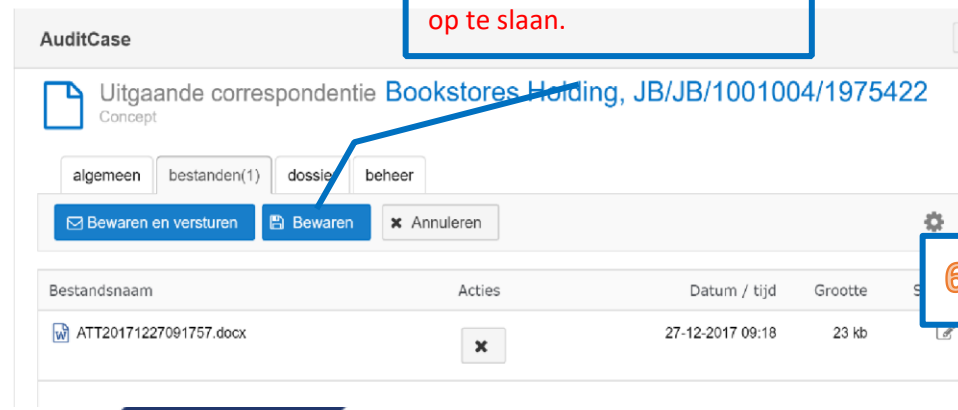 op te slaan.
AuditCase
Uitgaande correspondentie Bookstores Holding, JB/JB/1001004/1975422
Concept
algemeen bestanden(1) dossier beheer
Bewaren en versturen Bewaren Annuleren
Bestandsnaam Acties Datum / tijd Grootte S
ATT20171227091757.docx 27-12-2017 09:18 23 kb